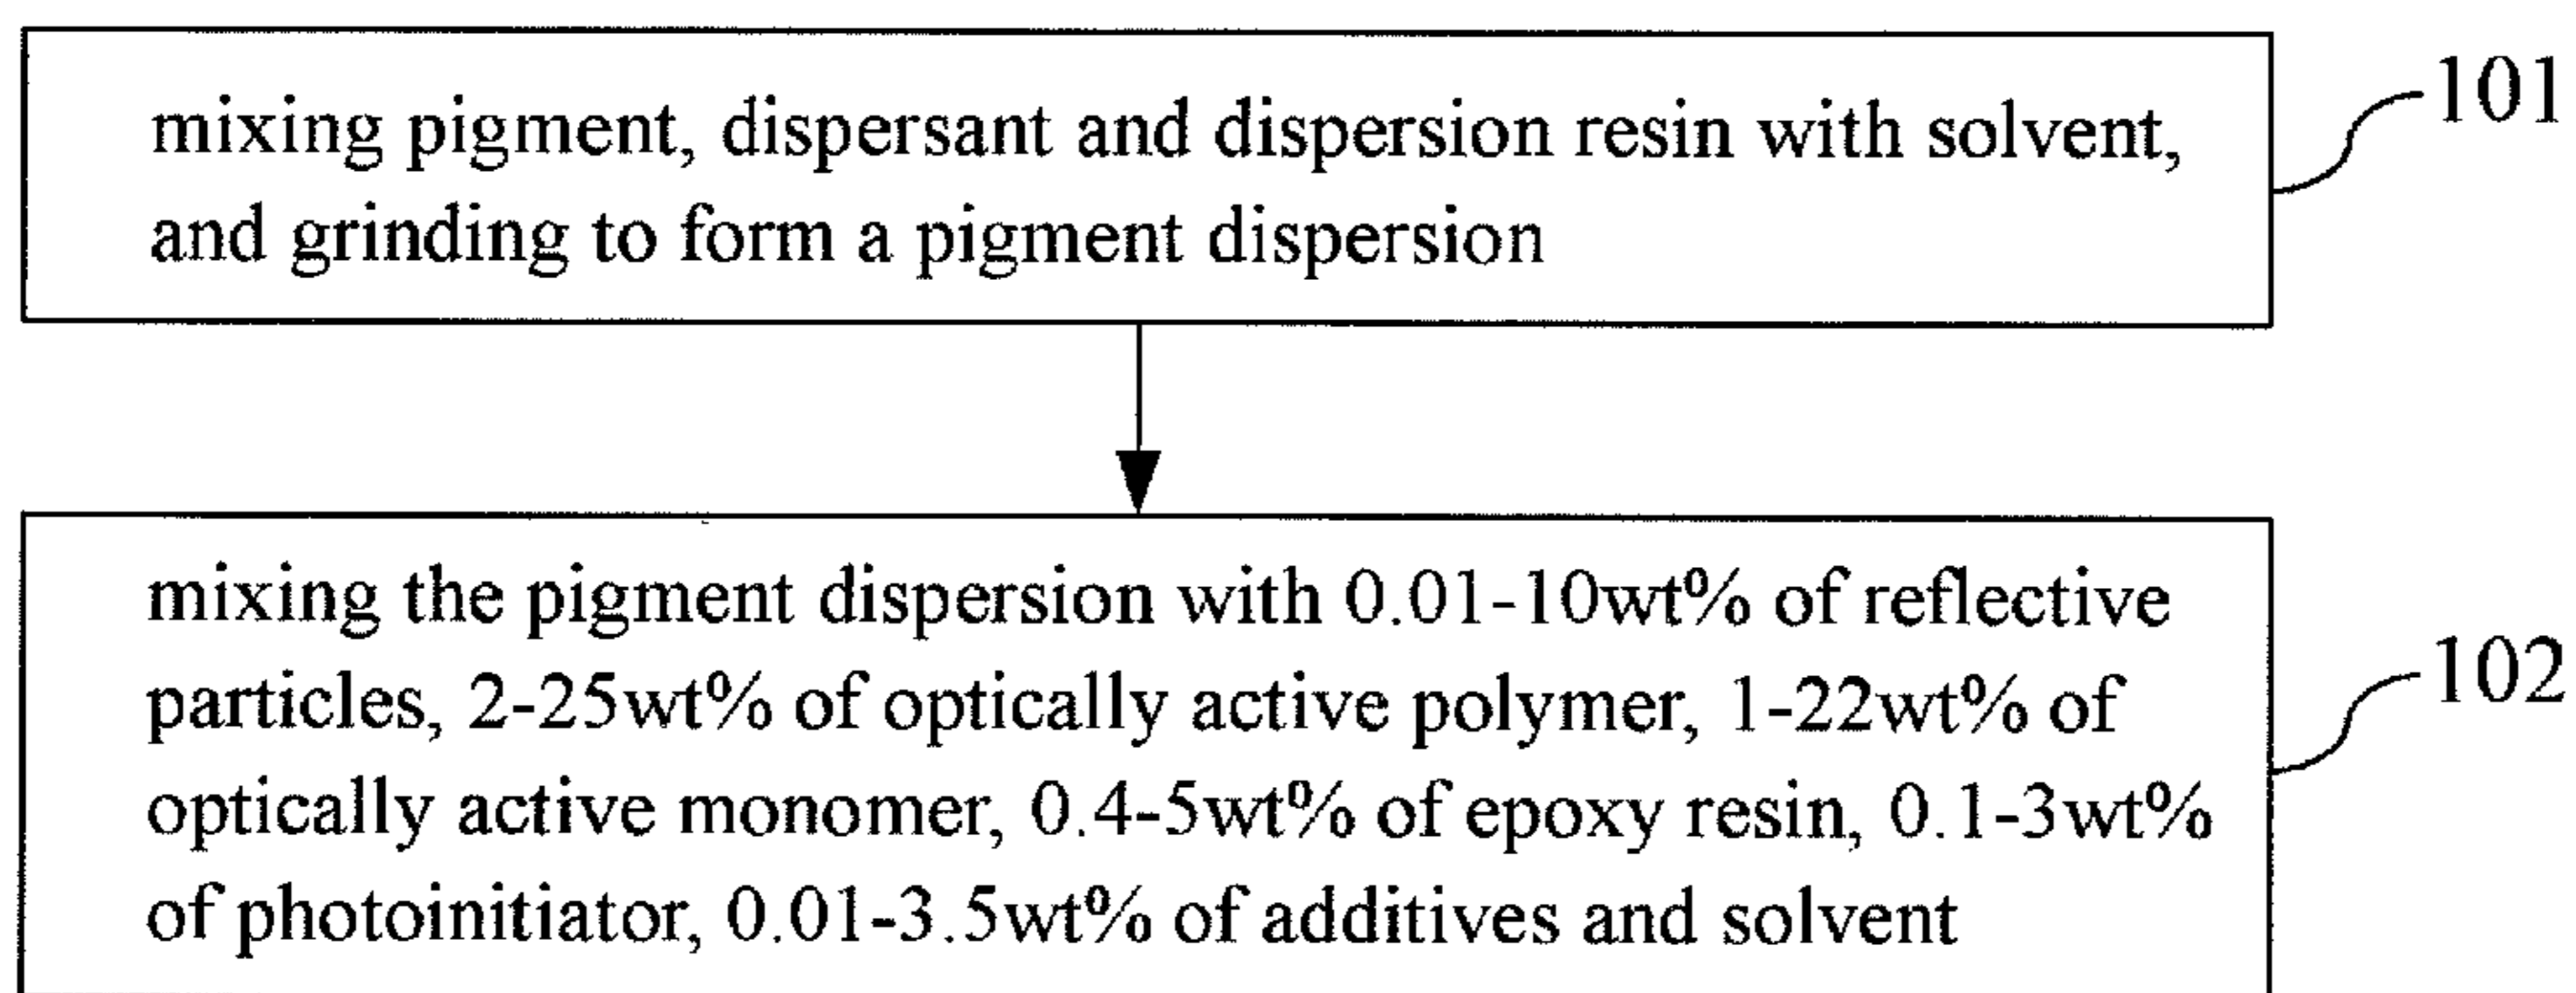 mixing pigment, dispersant and dispersion resin with solvent,
and grinding to form a pigment dispersion
101
mixing the pigment dispersion with 0.01-10wt% of reflective
particles, 2-25wt% of optically active polymer, 1-22wt% of
optically active monomer, 0.4-5wt% of epoxy resin, 0.1-3wt%
of photoinitiator, 0.01-3.5wt% of additives and solvent
102